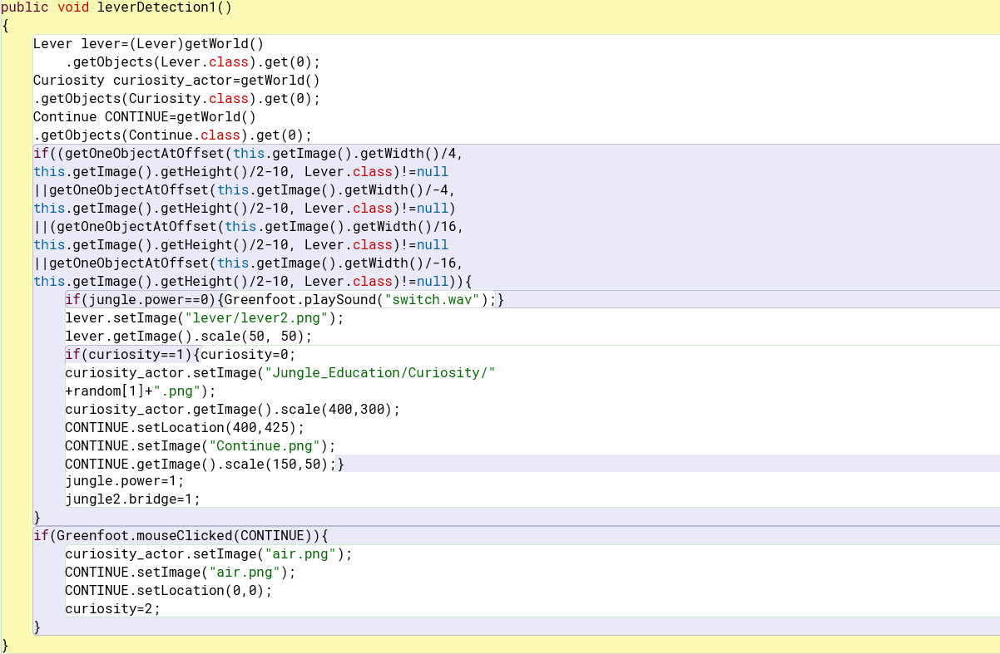 public void leverDetection1()
{
    Lever lever=(Lever)getWorld()
        .getObjects(Lever.class).get(0);
    Curiosity curiosity_actor=getWorld()
    .getObjects(Curiosity.class).get(0);
    Continue CONTINUE=getWorld()
    .getObjects(Continue.class).get(0);
    if((getOneObjectAtOffset(this.getImage().getWidth()/4,
    this.getImage().getHeight()/2-10, Lever.class)!=null
    ||getOneObjectAtOffset(this.getImage().getWidth()/-4,
    this.getImage().getHeight()/2-10, Lever.class)!=null)
    ||(getOneObjectAtOffset(this.getImage().getWidth()/16,
    this.getImage().getHeight()/2-10, Lever.class)!=null
    ||getOneObjectAtOffset(this.getImage().getWidth()/-16,
    this.getImage().getHeight()/2-10, Lever.class)!=null)){
        if(jungle.power==0){Greenfoot.playSound("switch.wav");}
        lever.setImage("lever/lever2.png");
        lever.getImage().scale(50, 50);
        if(curiosity==1){curiosity=0;
        curiosity_actor.setImage("Jungle_Education/Curiosity/"
        +random[1]+".png");
        curiosity_actor.getImage().scale(400,300);
        CONTINUE.setLocation(400,425);
        CONTINUE.setImage("Continue.png");
        CONTINUE.getImage().scale(150,50);}
        jungle.power=1;
        jungle2.bridge=1;
    }
    if(Greenfoot.mouseClicked(CONTINUE)){
        curiosity_actor.setImage("air.png");
        CONTINUE.setImage("air.png");
        CONTINUE.setLocation(0,0);
        curiosity=2;
    }
}